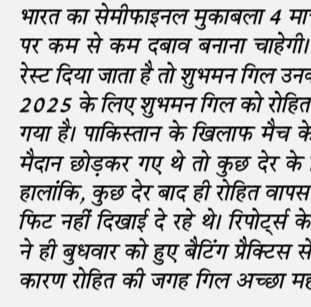 भारत का सेमीफाइनल मुकाबला 4 मा
पर कम से कम दबाव बनाना चाहेगी।
रेस्ट दिया जाता है तो शुभमन गिल उन
2025 के लिए शुभमन गिल को रोहित
गया है। पाकिस्तान के खिलाफ मैच के
मैदान छोड़कर गए थे तो कुछ देर के
हालांकि, कुछ देर बाद ही रोहित वापस
फिट नहीं दिखाई दे रहे थे। रिपोर्ट्स के
ने ही बुधवार को हुए बैटिंग प्रैक्टिस से
कारण रोहित की जगह गिल अच्छा मह